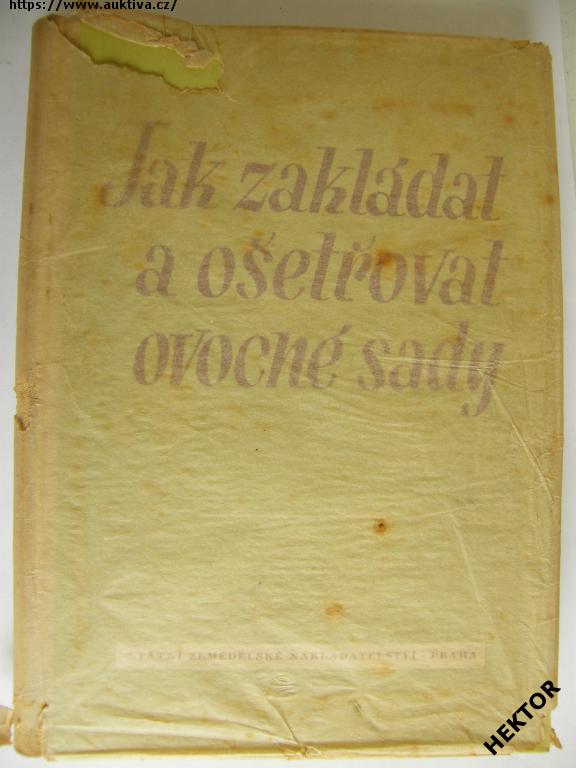 https://www.auktiva.cz/
Jak zakládat
a ošetřovat
ovocné sady
STÁTNÍ ZEMĚDĚLSKÉ NAKLADATELSTVÍ - PRAHA
HEKTOR